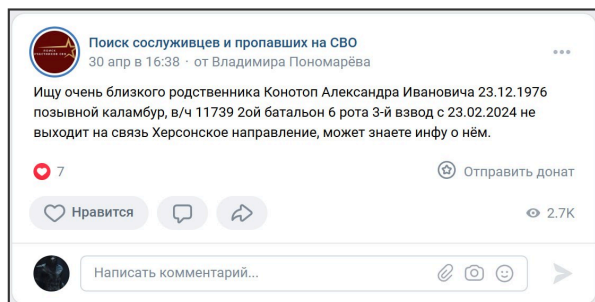 Поиск сослуживцев и пропавших на СВО
30 апр в 16:38 · от Владимира Пономарёва
Ищу очень близкого родственника Конотоп Александра Ивановича 23.12.1976
позывной каламбур, в/ч 11739 2ой батальон 6 рота 3-й взвод с 23.02.2024 не
выходит на связь Херсонское направление, может знаете инфу о нём.
7
Отправить донат
Нравится
2.7K
Написать комментарий...